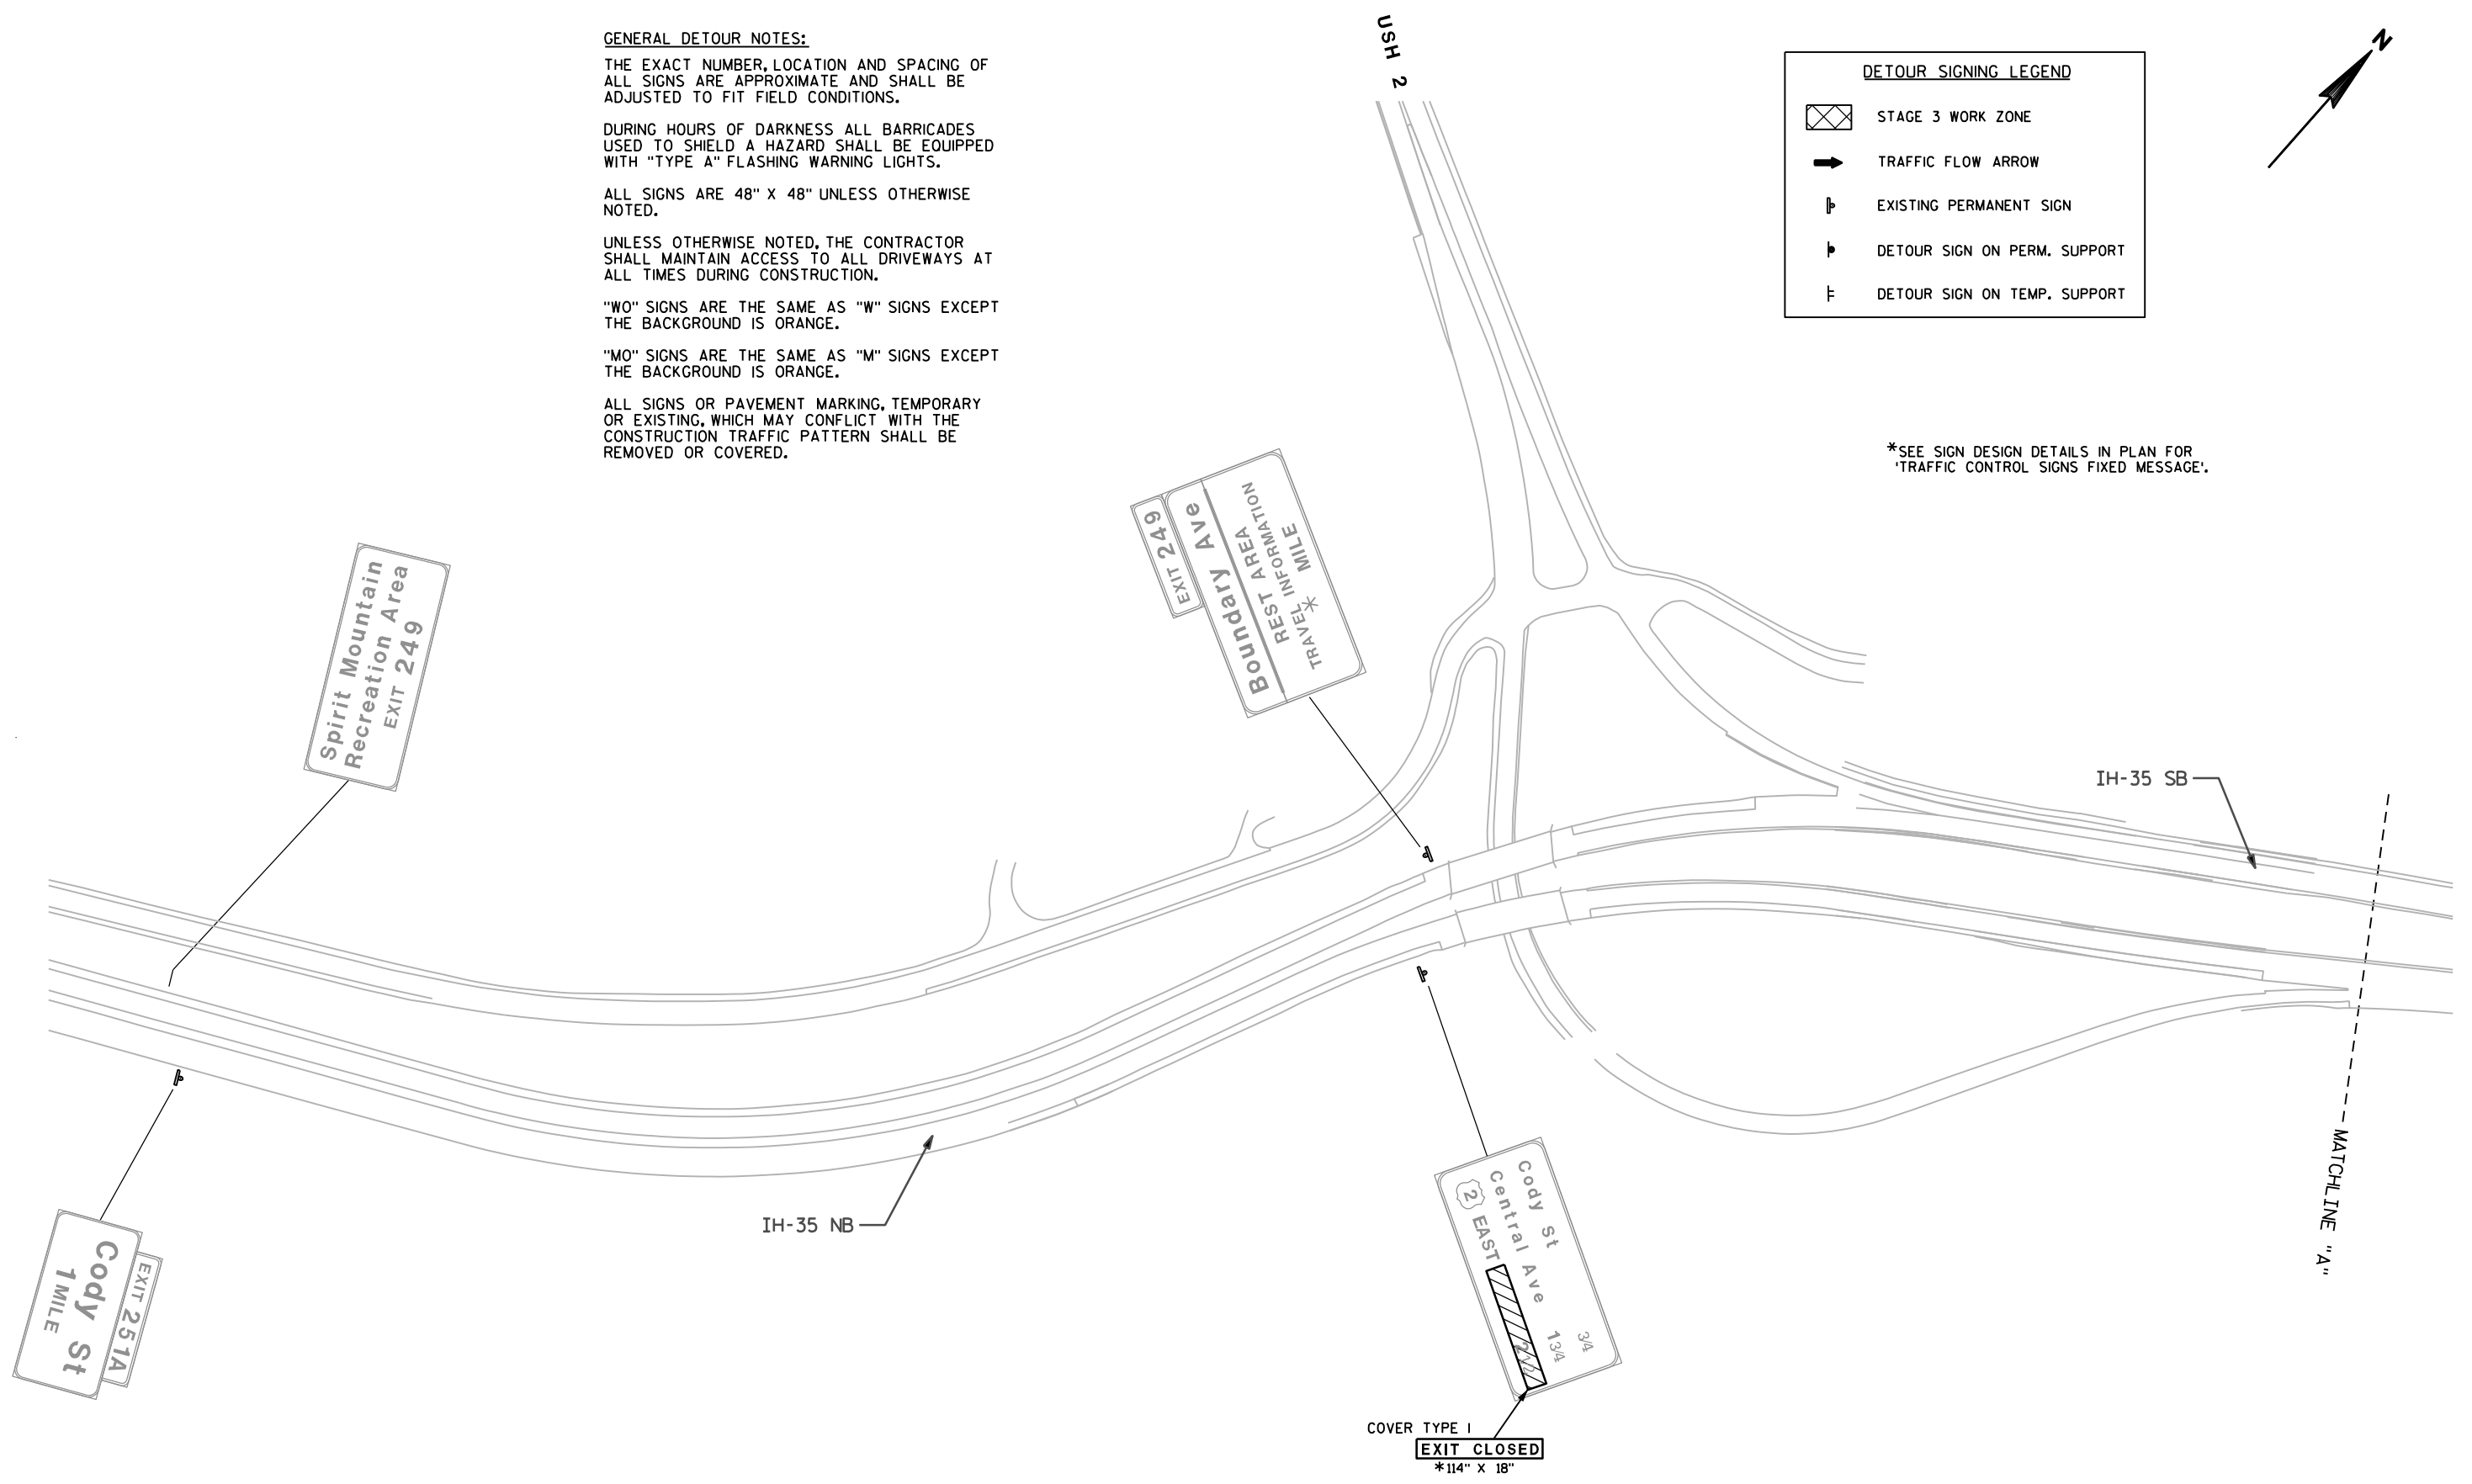 GENERAL DETOUR NOTES:
THE EXACT NUMBER, LOCATION AND SPACING OF
ALL SIGNS ARE APPROXIMATE AND SHALL BE
ADJUSTED TO FIT FIELD CONDITIONS.
DURING HOURS OF DARKNESS ALL BARRICADES
USED TO SHIELD A HAZARD SHALL BE EQUIPPED
WITH "TYPE A" FLASHING WARNING LIGHTS.
ALL SIGNS ARE 48" X 48" UNLESS OTHERWISE
NOTED.
UNLESS OTHERWISE NOTED, THE CONTRACTOR
SHALL MAINTAIN ACCESS TO ALL DRIVEWAYS AT
ALL TIMES DURING CONSTRUCTION.
"WO" SIGNS ARE THE SAME AS "W" SIGNS EXCEPT
THE BACKGROUND IS ORANGE.
"MO" SIGNS ARE THE SAME AS "M" SIGNS EXCEPT
THE BACKGROUND IS ORANGE.
ALL SIGNS OR PAVEMENT MARKING, TEMPORARY
OR EXISTING, WHICH MAY CONFLICT WITH THE
CONSTRUCTION TRAFFIC PATTERN SHALL BE
REMOVED OR COVERED.
USH 2
DETOUR SIGNING LEGEND
STAGE 3 WORK ZONE
TRAFFIC FLOW ARROW
EXISTING PERMANENT SIGN
DETOUR SIGN ON PERM. SUPPORT
DETOUR SIGN ON TEMP. SUPPORT
N
*SEE SIGN DESIGN DETAILS IN PLAN FOR
'TRAFFIC CONTROL SIGNS FIXED MESSAGE'.
Spirit Mountain
Recreation Area
EXIT 249
EXIT 249
Boundary Ave
REST AREA
TRAVEL INFORMATION
* MILE
IH-35 SB
IH-35 NB
MATCHLINE "A"
EXIT 251A
Cody St
1 MILE
Cody St 3/4
Central Ave 1 3/4
2 EAST
COVER TYPE I
EXIT CLOSED
*114" X 18"